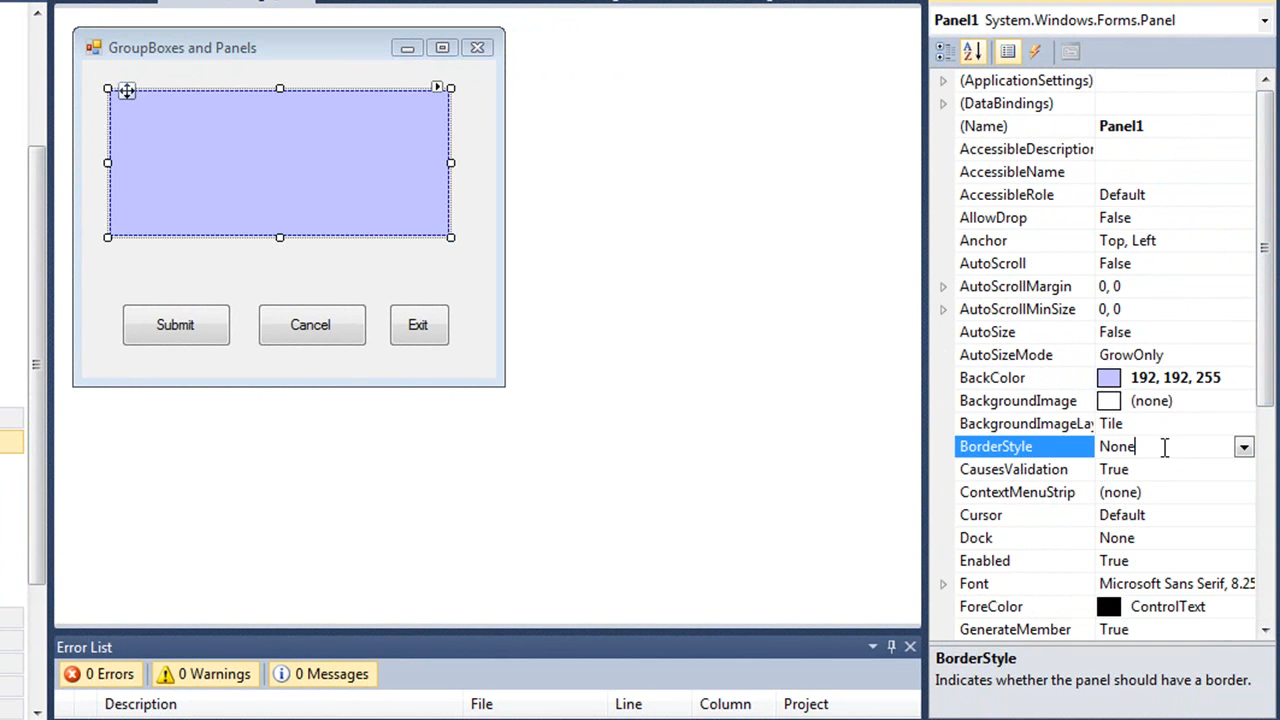 GroupBoxes and Panels
Submit Cancel Exit
Error List
0 Errors 0 Warnings 0 Messages
Description File Line Column Project
Panel1 System.Windows.Forms.Panel
(ApplicationSettings)
(DataBindings)
(Name) Panel1
AccessibleDescription
AccessibleName
AccessibleRole Default
AllowDrop False
Anchor Top, Left
AutoScroll False
AutoScrollMargin 0, 0
AutoScrollMinSize 0, 0
AutoSize False
AutoSizeMode GrowOnly
BackColor 192, 192, 255
BackgroundImage (none)
BackgroundImageLay Tile
BorderStyle None
CausesValidation True
ContextMenuStrip (none)
Cursor Default
Dock None
Enabled True
Font Microsoft Sans Serif, 8.25
ForeColor ControlText
GenerateMember True
BorderStyle
Indicates whether the panel should have a border.